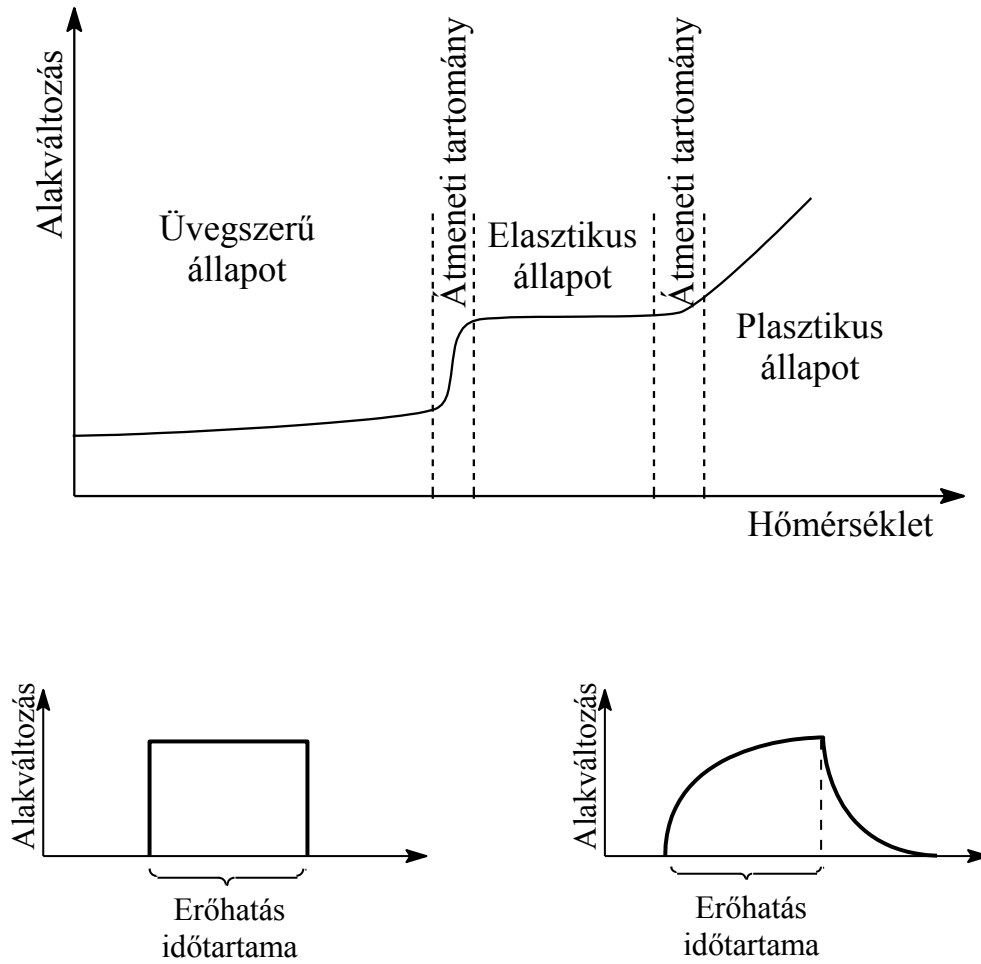 Alakváltozás
Üvegszerű
állapot
Átmeneti tartomány
Elasztikus
állapot
Átmeneti tartomány
Plasztikus
állapot
Hőmérséklet
Alakváltozás
Erőhatás
időtartama
Alakváltozás
Erőhatás
időtartama